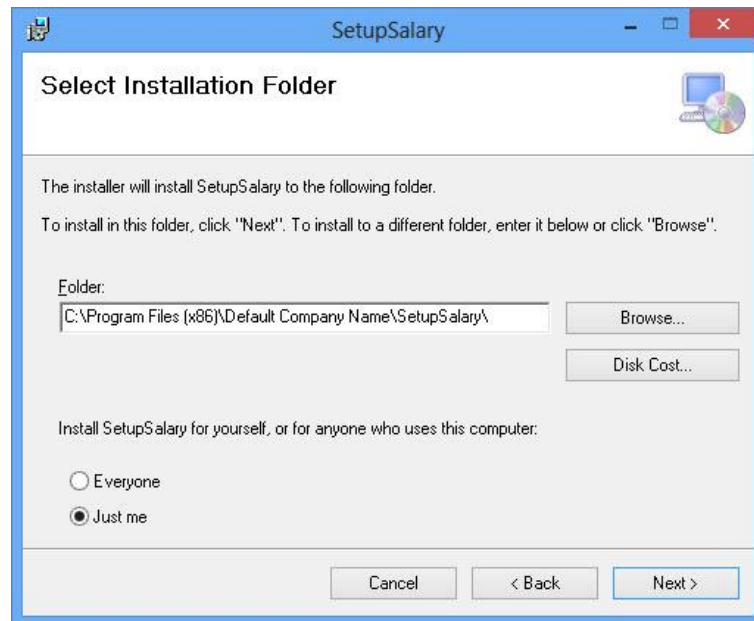 SetupSalary
Select Installation Folder
The installer will install SetupSalary to the following folder.
To install in this folder, click "Next". To install to a different folder, enter it below or click "Browse".
Folder:
C:\Program Files (x86)\Default Company Name\SetupSalary\
Browse...
Disk Cost...
Install SetupSalary for yourself, or for anyone who uses this computer:
Everyone
Just me
Cancel
< Back
Next >